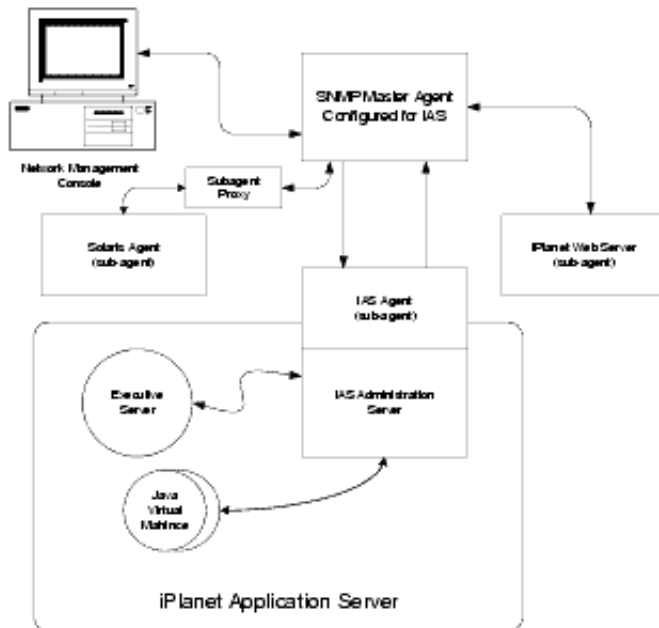 SNMP Master Agent
Configured for IAS
Network Management
Console
Subagent
Proxy
Solaris Agent
(sub-agent)
iPlanet Web Server
(sub-agent)
IAS Agent
(sub-agent)
Executive
Server
IAS Administration
Server
Java
Virtual
Mahince
iPlanet Application Server